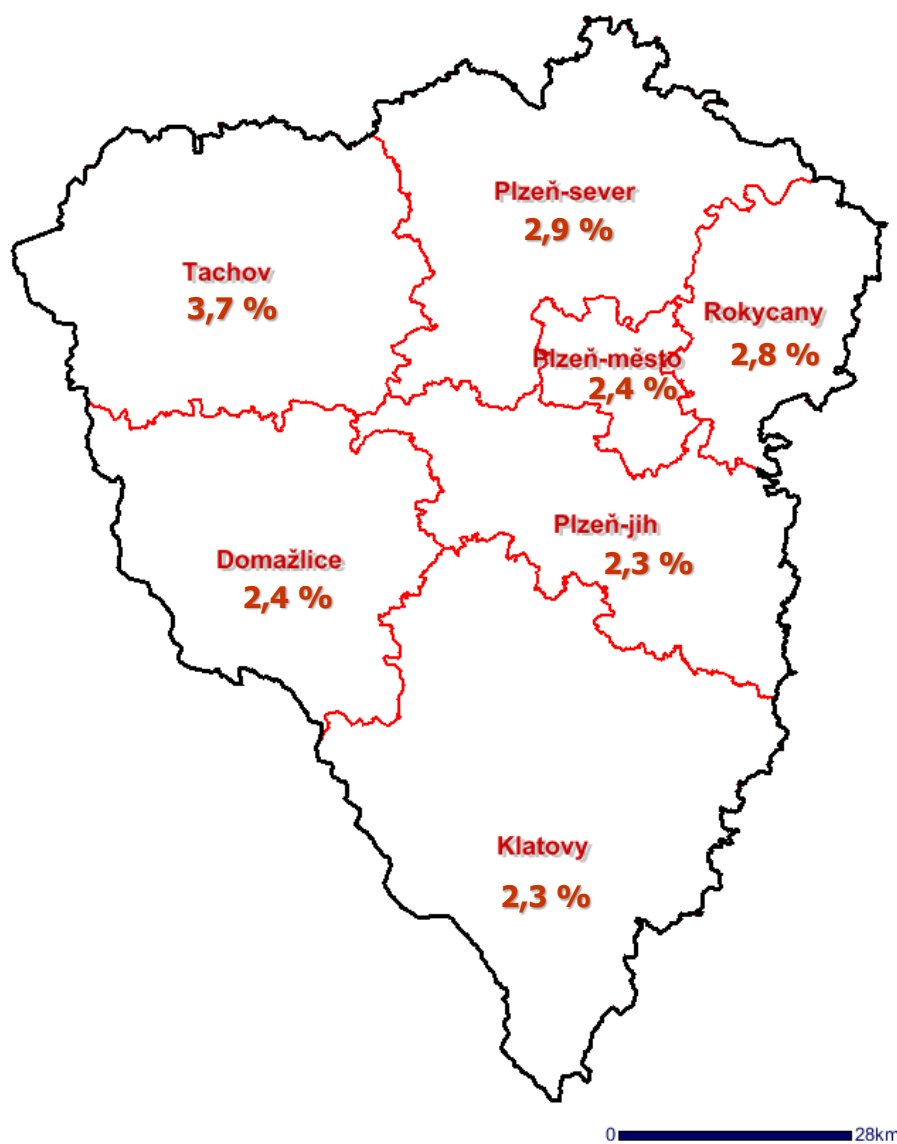 Plzeň-sever
2,9 %
Tachov
3,7 %
Rokycany
2,8 %
Plzeň-město
2,4 %
Plzeň-jih
2,3 %
Domažlice
2,4 %
Klatovy
2,3 %
0 28km